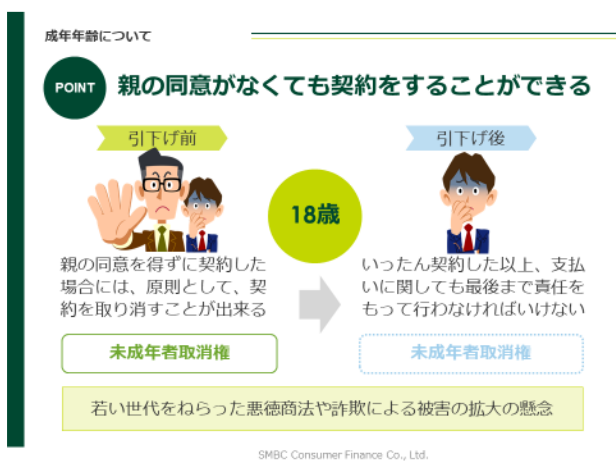 成年年齢について
POINT 親の同意がなくても契約をすることができる
引下げ前
引下げ後
18歳
親の同意を得ずに契約した
場合には、原則として、契
約を取り消すことが出来る
いったん契約した以上、支払
いに関しても最後まで責任を
もって行わなければいけない
未成年者取消権
未成年者取消権
若い世代をねらった悪徳商法や詐欺による被害の拡大の懸念
SMBC Consumer Finance Co., Ltd.